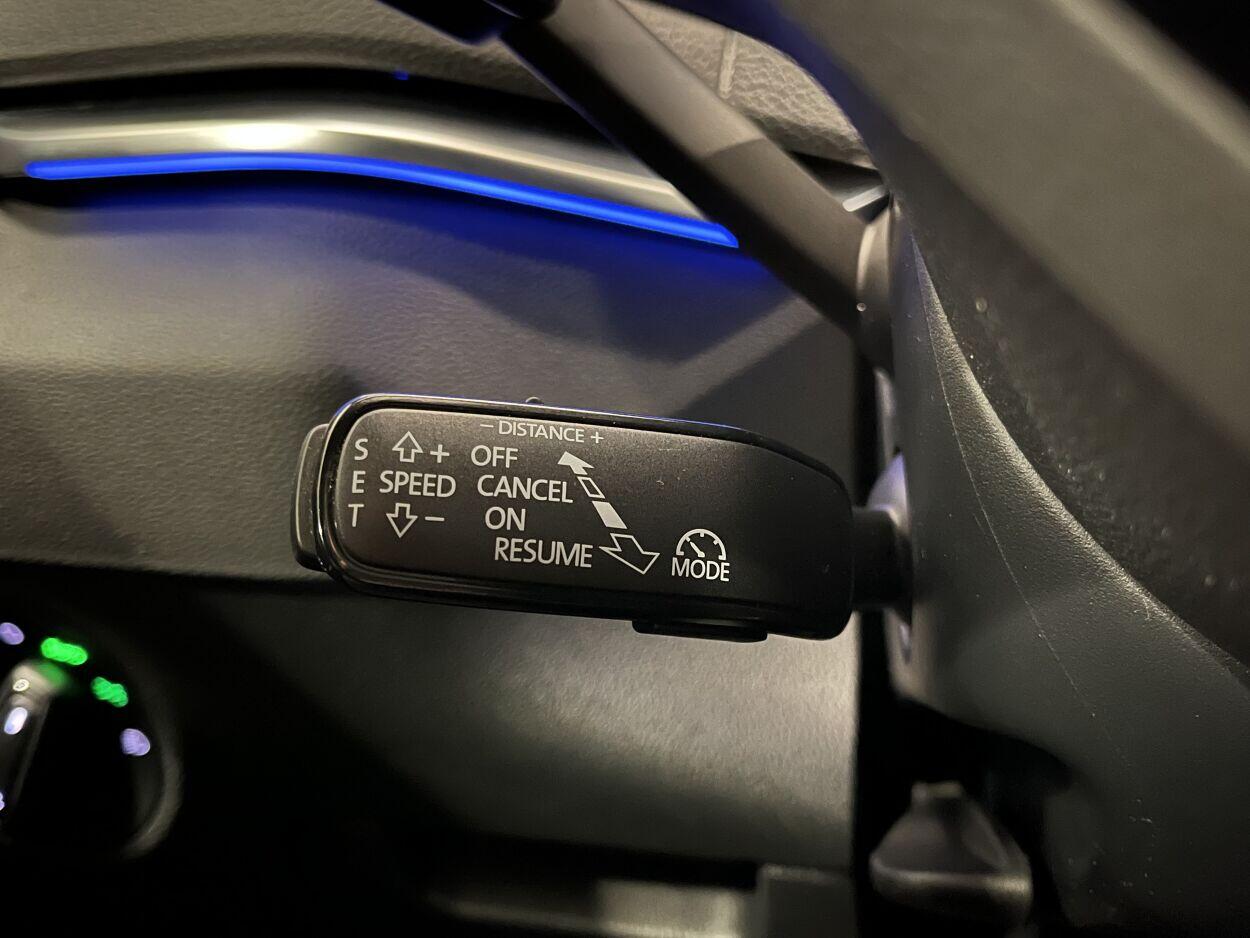 − DISTANCE +
S + OFF
E SPEED CANCEL
T − ON
RESUME
MODE